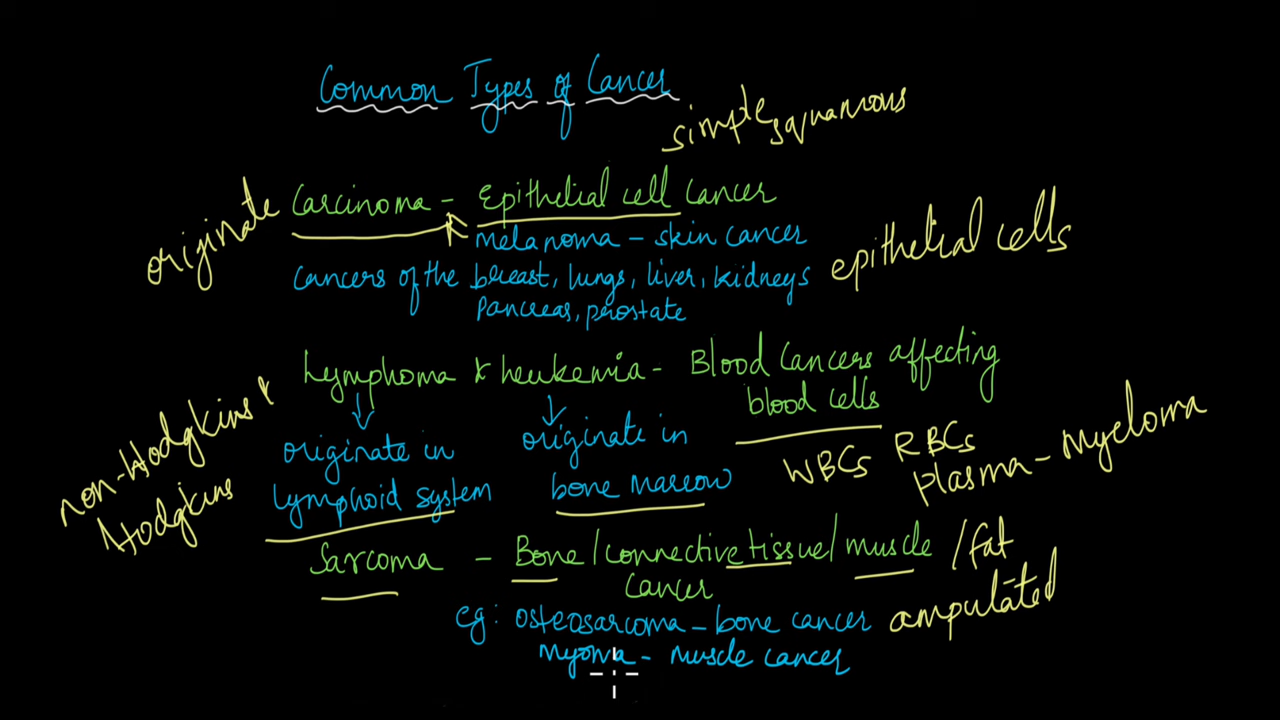 Common Types of Cancer
simple squamous
originate
Carcinoma - Epithelial cell cancer
melanoma - skin cancer
epithelial cells
Cancers of the breast, lungs, liver, kidneys
Pancreas, prostate
Lymphoma & Leukemia - Blood Cancers affecting
blood cells
non-Hodgkins &
Hodgkins
originate in
lymphoid system
originate in
bone marrow
WBCs RBCs
plasma - Myeloma
Sarcoma - Bone/connective tissue/muscle /fat
cancer
eg: osteosarcoma - bone cancer
ampulated
Myoma - muscle cancer